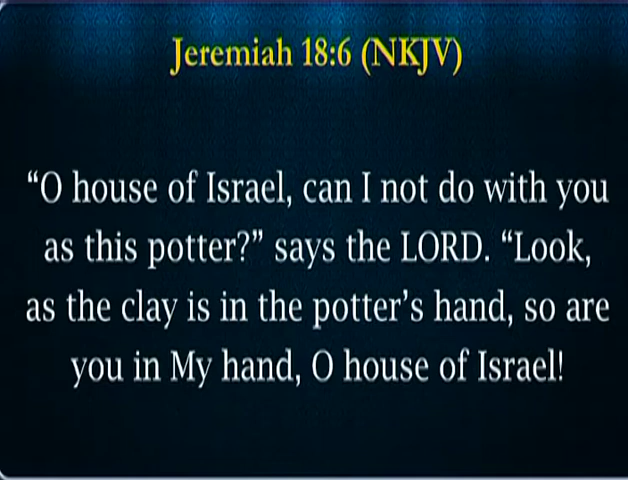 Jeremiah 18:6 (NKJV)
“O house of Israel, can I not do with you
as this potter?” says the LORD. “Look,
as the clay is in the potter’s hand, so are
you in My hand, O house of Israel!